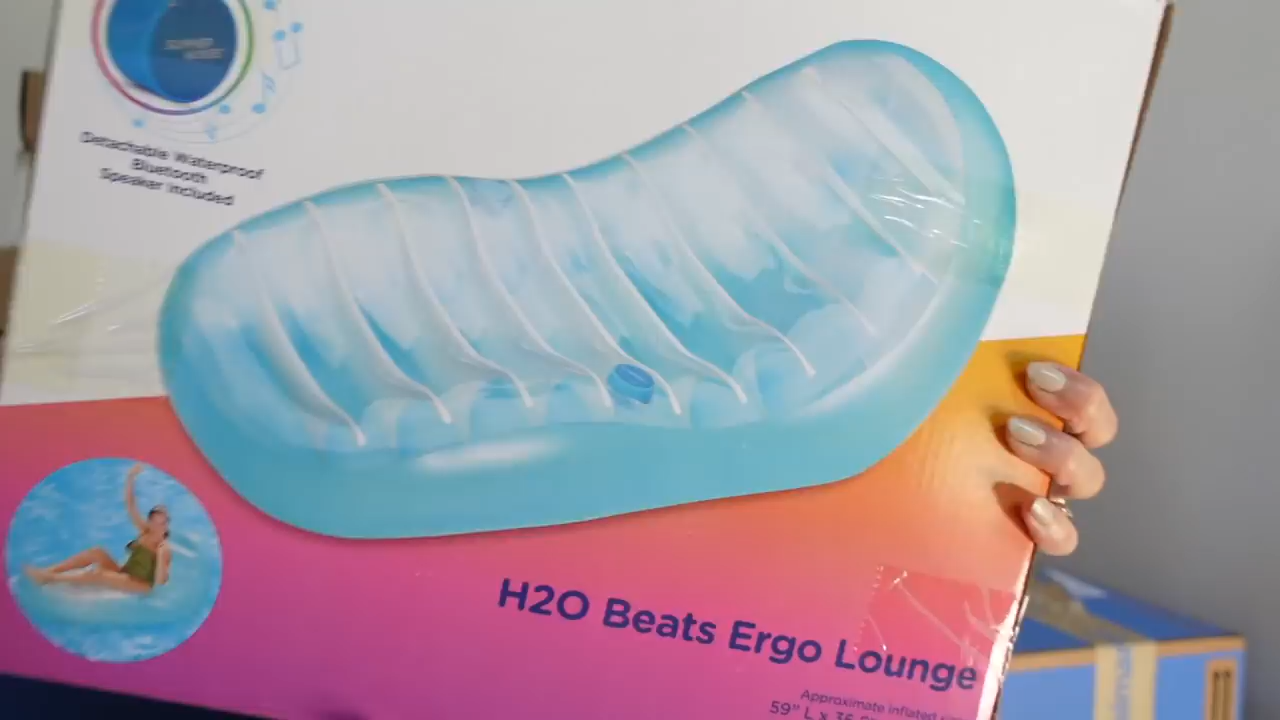 Detachable Waterproof
Bluetooth
Speaker Included
H2O Beats Ergo Lounge
Approximate inflated
59" L x 36